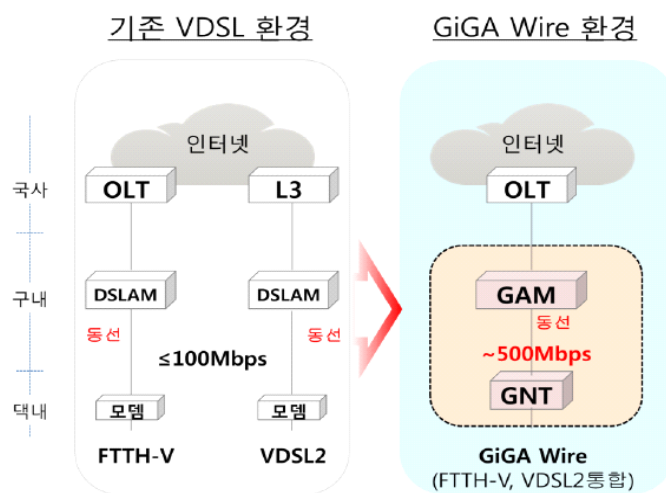 기존 VDSL 환경
GiGA Wire 환경
인터넷
인터넷
국사
OLT
L3
OLT
구내
DSLAM
DSLAM
GAM
동선
동선
동선
≤100Mbps
~500Mbps
댁내
모뎀
모뎀
GNT
FTTH-V
VDSL2
GiGA Wire
(FTTH-V, VDSL2통합)